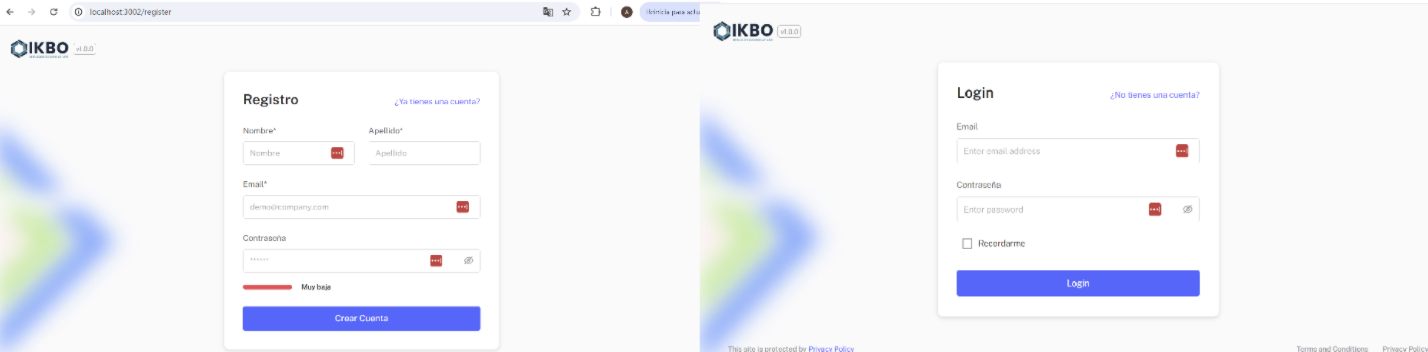 localhost:3002/register
IKBO v1.0.0
Registro
¿Ya tienes una cuenta?
Nombre* Apellido*
Nombre Apellido
Email*
demo@company.com
Contraseña
******
Muy baja
Crear Cuenta
IKBO v1.0.0
Login
¿No tienes una cuenta?
Email
Enter email address
Contraseña
Enter password
Recordarme
Login
This site is protected by Privacy Policy
Terms and Conditions Privacy Policy